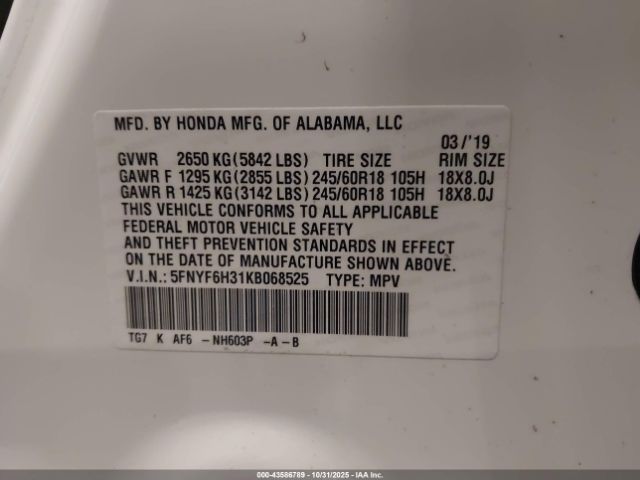 MFD. BY HONDA MFG. OF ALABAMA, LLC
03/'19
GVWR 2650 KG(5842 LBS) TIRE SIZE RIM SIZE
GAWR F 1295 KG(2855 LBS)245/60R18 105H 18X8.0J
GAWR R 1425 KG(3142 LBS)245/60R18 105H 18X8.0J
THIS VEHICLE CONFORMS TO ALL APPLICABLE
FEDERAL MOTOR VEHICLE SAFETY
AND THEFT PREVENTION STANDARDS IN EFFECT
ON THE DATE OF MANUFACTURE SHOWN ABOVE.
V.I.N.: 5FNYF6H31KB068525 TYPE: MPV
TG7 K AF6 -NH603P -A-B
000-43586789 - 10/31/2025 - IAA Inc.